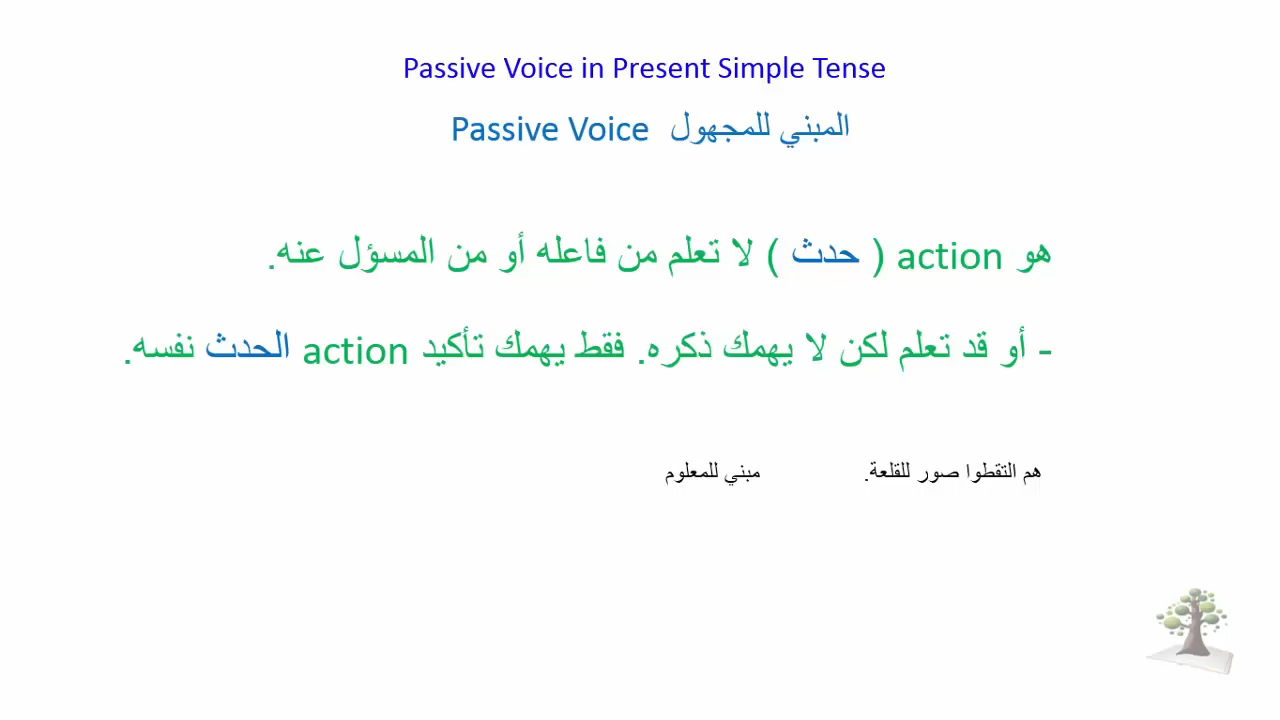 Passive Voice in Present Simple Tense
المبني للمجهول Passive Voice
هو action ( حدث ) لا تعلم من فاعله أو من المسؤل عنه.
- أو قد تعلم لكن لا يهمك ذكره. فقط يهمك تأكيد action الحدث نفسه.
هم التقطوا صور للقلعة. مبني للمعلوم